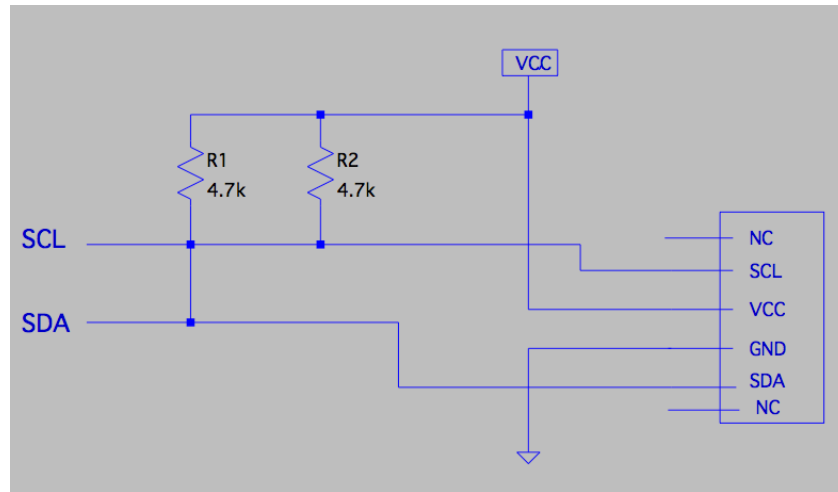 VCC
R1
4.7k
R2
4.7k
SCL
SDA
NC
SCL
VCC
GND
SDA
NC